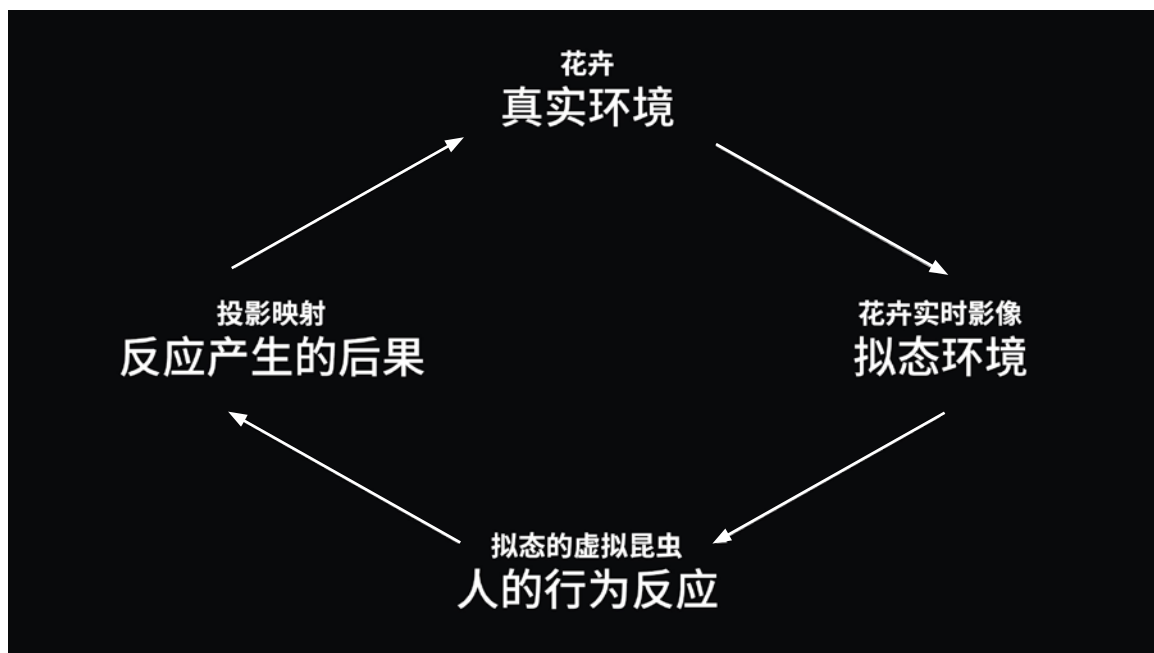 花卉
真实环境
投影映射
反应产生的后果
花卉实时影像
拟态环境
拟态的虚拟昆虫
人的行为反应